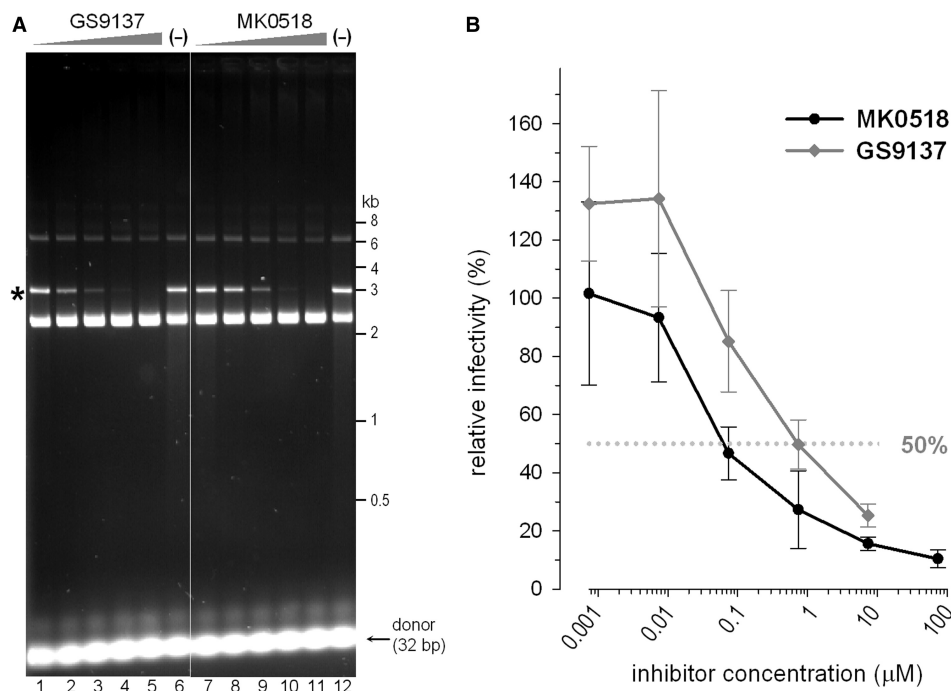 A
GS9137
(–)
MK0518
(–)
kb
8
6
4
3
2
1
0.5
*
donor
(32 bp)
1 2 3 4 5 6 7 8 9 10 11 12
B
MK0518
GS9137
relative infectivity (%)
160
140
120
100
80
60
40
20
0
50%
0.001 0.01 0.1 1 10 100
inhibitor concentration (μM)